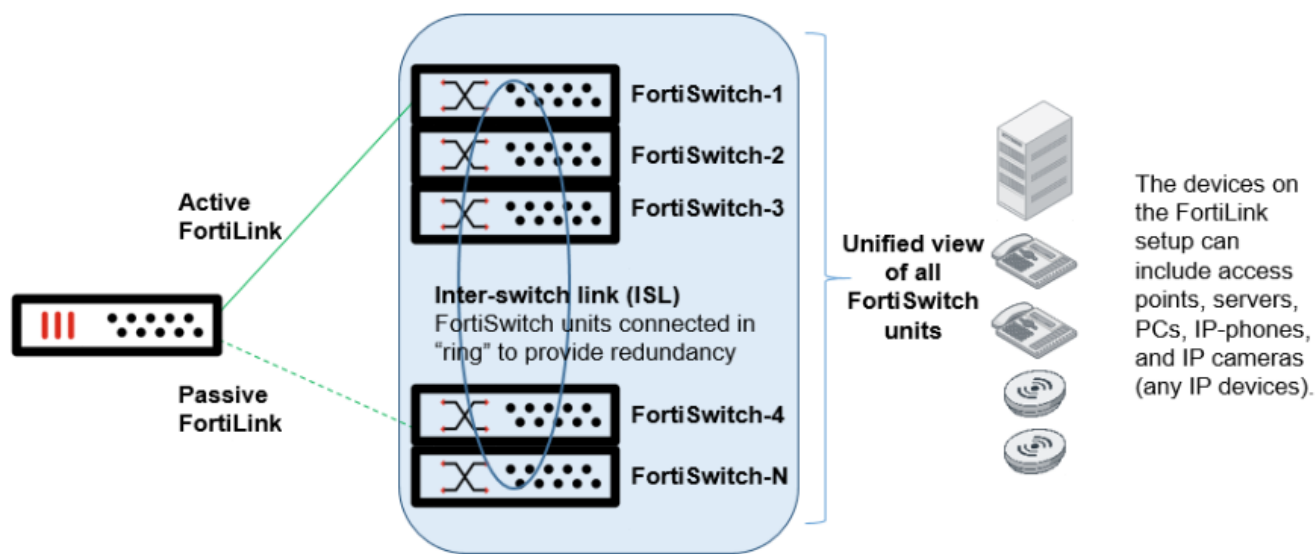 FortiSwitch-1
FortiSwitch-2
FortiSwitch-3
Active
FortiLink
Inter-switch link (ISL)
FortiSwitch units connected in
“ring” to provide redundancy
Passive
FortiLink
FortiSwitch-4
FortiSwitch-N
Unified view
of all
FortiSwitch
units
The devices on
the FortiLink
setup can
include access
points, servers,
PCs, IP-phones,
and IP cameras
(any IP devices).